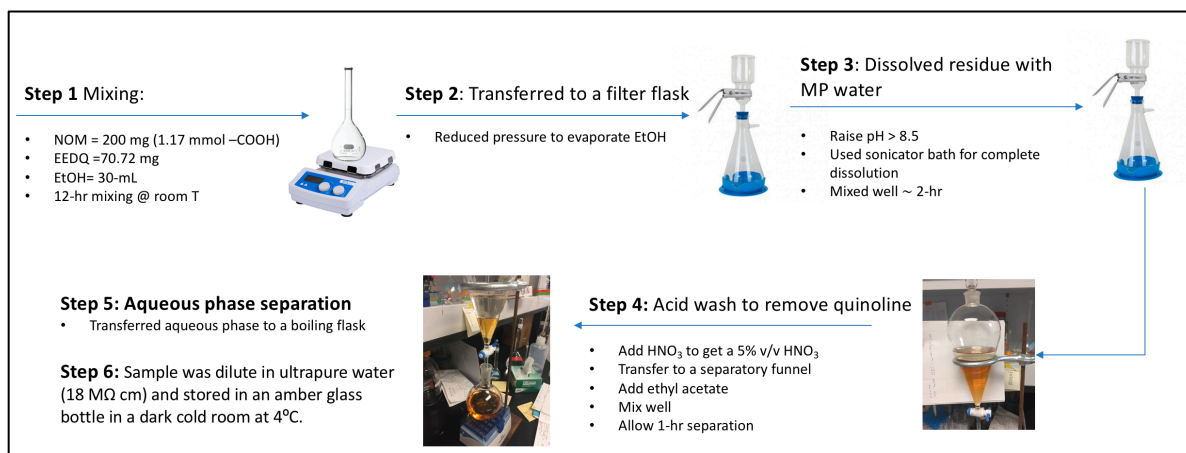 Step 1 Mixing:
• NOM = 200 mg (1.17 mmol –COOH)
• EEDQ =70.72 mg
• EtOH= 30-mL
• 12-hr mixing @ room T
Step 2: Transferred to a filter flask
• Reduced pressure to evaporate EtOH
Step 3: Dissolved residue with
MP water
• Raise pH > 8.5
• Used sonicator bath for complete
dissolution
• Mixed well ~ 2-hr
Step 4: Acid wash to remove quinoline
• Add HNO₃ to get a 5% v/v HNO₃
• Transfer to a separatory funnel
• Add ethyl acetate
• Mix well
• Allow 1-hr separation
Step 5: Aqueous phase separation
• Transferred aqueous phase to a boiling flask
Step 6: Sample was dilute in ultrapure water
(18 MΩ cm) and stored in an amber glass
bottle in a dark cold room at 4⁰C.